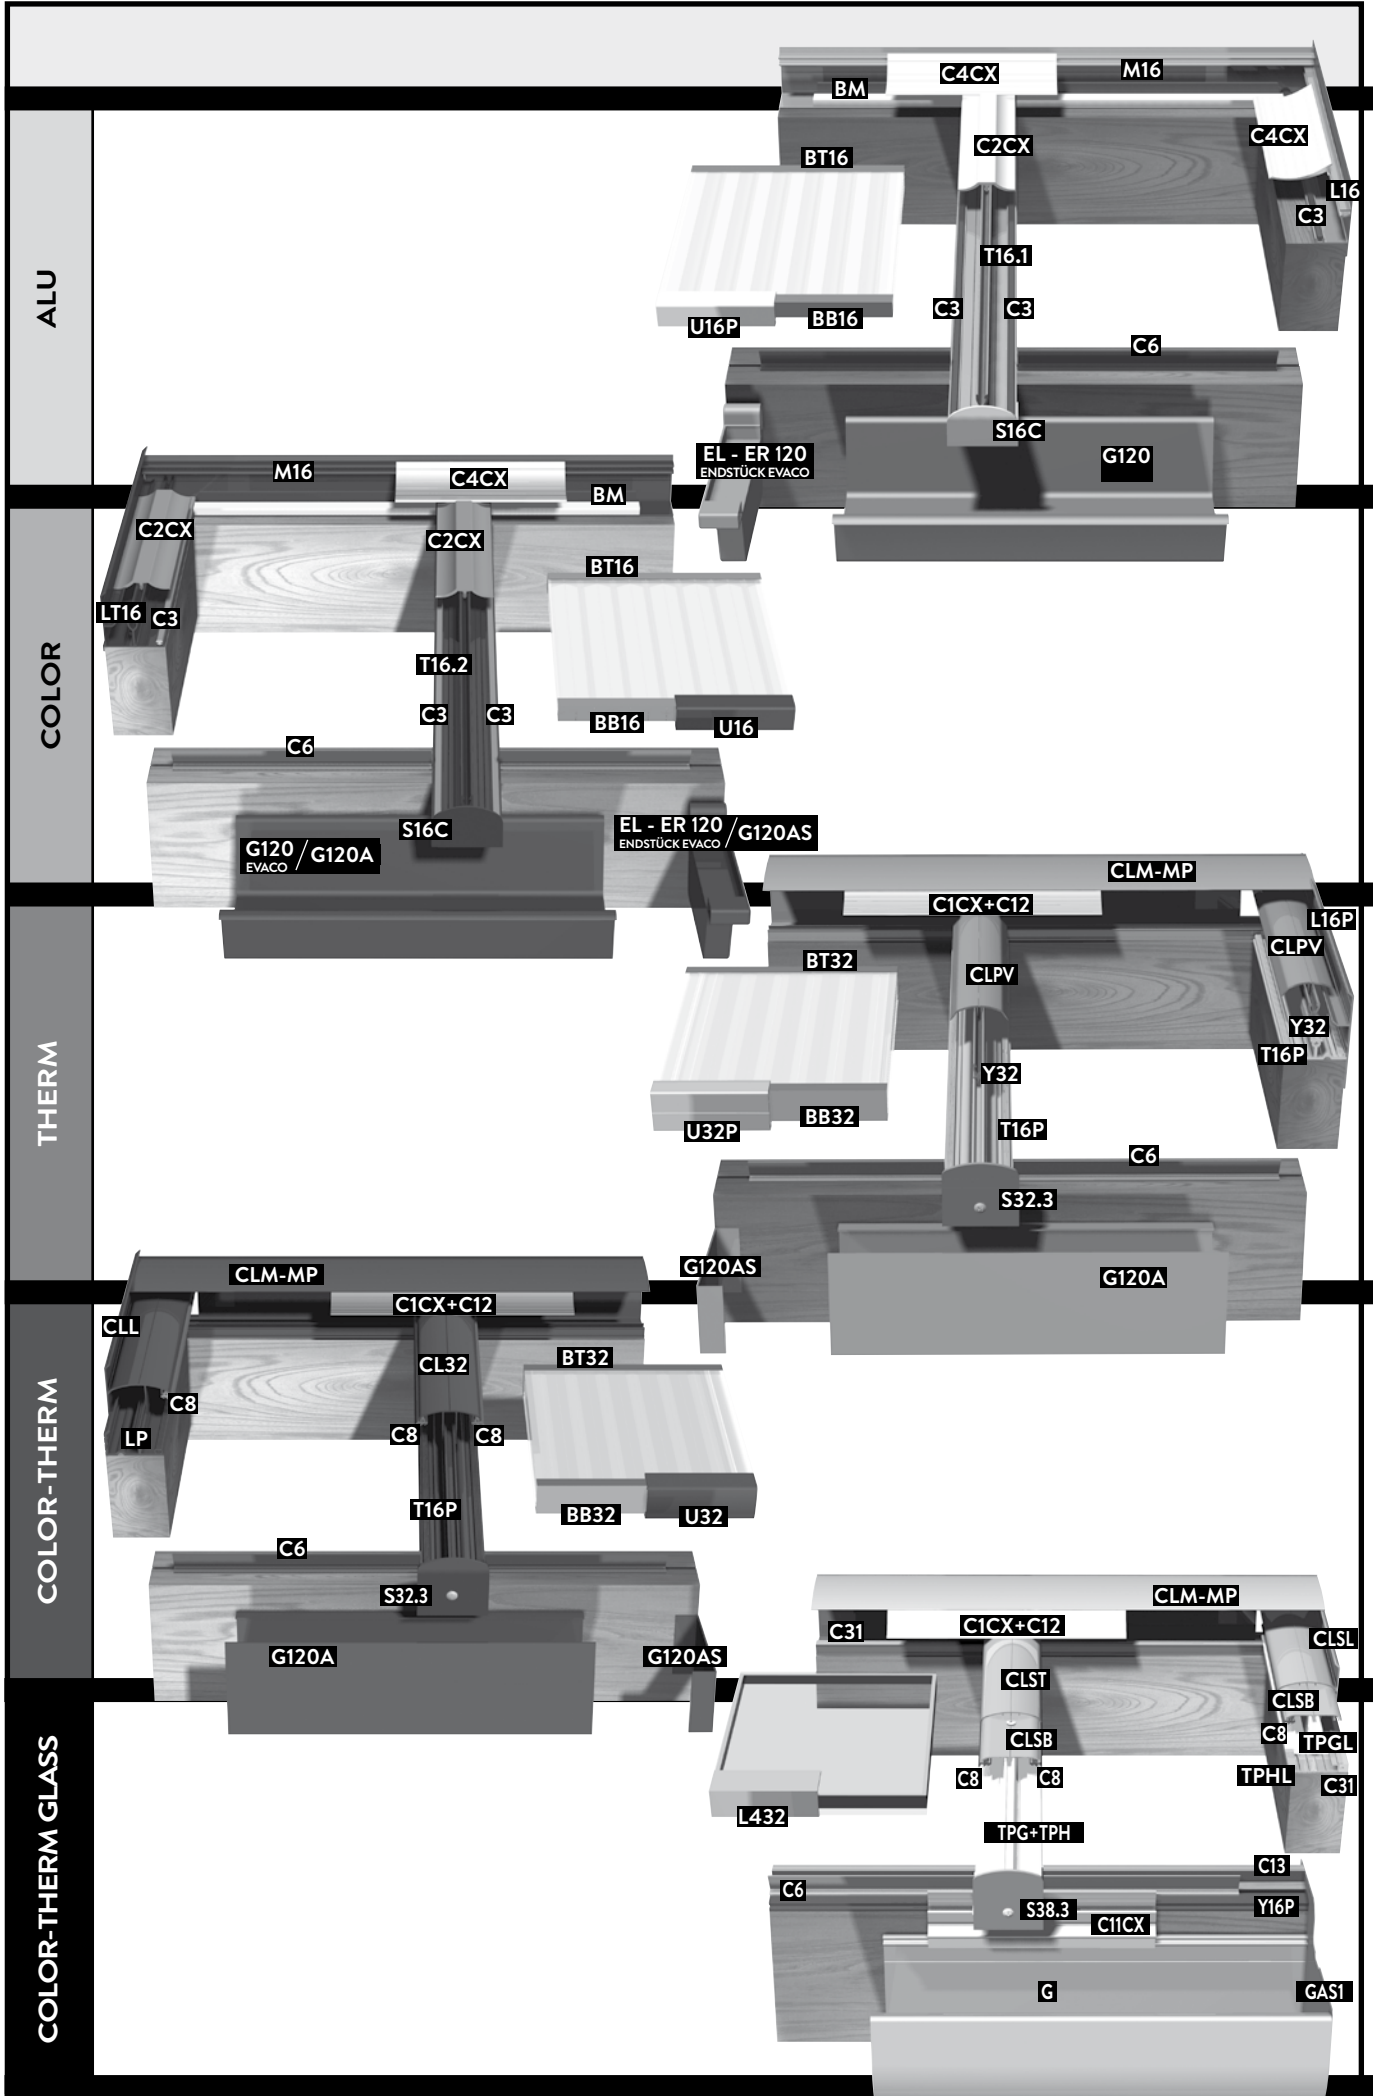 ALU
C4CX
M16
BM
C2CX
C4CX
BT16
L16
C3
T16.1
C3
C3
U16P
BB16
C6
S16C
EL - ER 120
ENDSTÜCK EVACO
G120
COLOR
M16
C4CX
BM
C2CX
C2CX
BT16
LT16
C3
T16.2
C3
C3
BB16
U16
C6
S16C
EL - ER 120 / G120AS
ENDSTÜCK EVACO
G120 / G120A
EVACO
THERM
CLM-MP
C1CX+C12
L16P
CLPV
BT32
CLPV
Y32
T16P
Y32
BB32
U32P
T16P
C6
S32.3
G120AS
G120A
COLOR-THERM
CLM-MP
C1CX+C12
CLL
CL32
BT32
C8
C8
C8
LP
T16P
BB32
U32
C6
S32.3
G120A
G120AS
COLOR-THERM GLASS
CLM-MP
C1CX+C12
C31
CLSL
CLST
CLSB
CLSB
C8
TPGL
C8
C8
TPHL
C31
L432
TPG+TPH
C13
C6
Y16P
S38.3
C11CX
G
GAS1